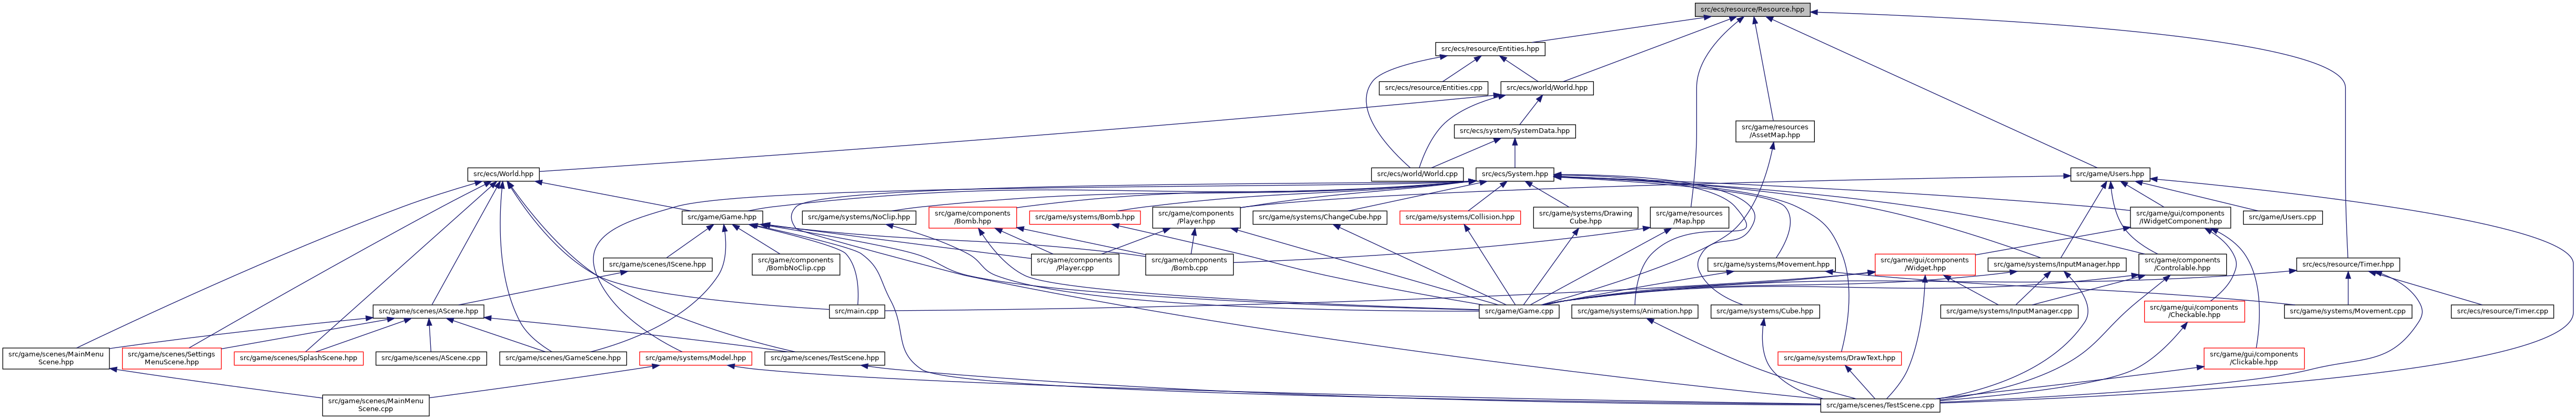 src/ecs/resource/Resource.hpp
src/ecs/resource/Entities.hpp
src/ecs/resource/Entities.cpp
src/ecs/world/World.hpp
src/ecs/system/SystemData.hpp
src/game/resources
/AssetMap.hpp
src/ecs/World.hpp
src/ecs/world/World.cpp
src/ecs/System.hpp
src/game/Users.hpp
src/game/Game.hpp
src/game/systems/NoClip.hpp
src/game/components
/Bomb.hpp
src/game/systems/Bomb.hpp
src/game/components
/Player.hpp
src/game/systems/ChangeCube.hpp
src/game/systems/Collision.hpp
src/game/systems/Drawing
Cube.hpp
src/game/resources
/Map.hpp
src/game/gui/components
/IWidgetComponent.hpp
src/game/Users.cpp
src/game/scenes/IScene.hpp
src/game/components
/BombNoClip.cpp
src/game/components
/Player.cpp
src/game/components
/Bomb.cpp
src/game/systems/Movement.hpp
src/game/gui/components
/Widget.hpp
src/game/systems/InputManager.hpp
src/game/components
/Controlable.hpp
src/ecs/resource/Timer.hpp
src/game/scenes/AScene.hpp
src/main.cpp
src/game/Game.cpp
src/game/systems/Animation.hpp
src/game/systems/Cube.hpp
src/game/systems/InputManager.cpp
src/game/gui/components
/Checkable.hpp
src/game/systems/Movement.cpp
src/ecs/resource/Timer.cpp
src/game/scenes/MainMenu
Scene.hpp
src/game/scenes/Settings
MenuScene.hpp
src/game/scenes/SplashScene.hpp
src/game/scenes/AScene.cpp
src/game/scenes/GameScene.hpp
src/game/systems/Model.hpp
src/game/scenes/TestScene.hpp
src/game/systems/DrawText.hpp
src/game/gui/components
/Clickable.hpp
src/game/scenes/MainMenu
Scene.cpp
src/game/scenes/TestScene.cpp